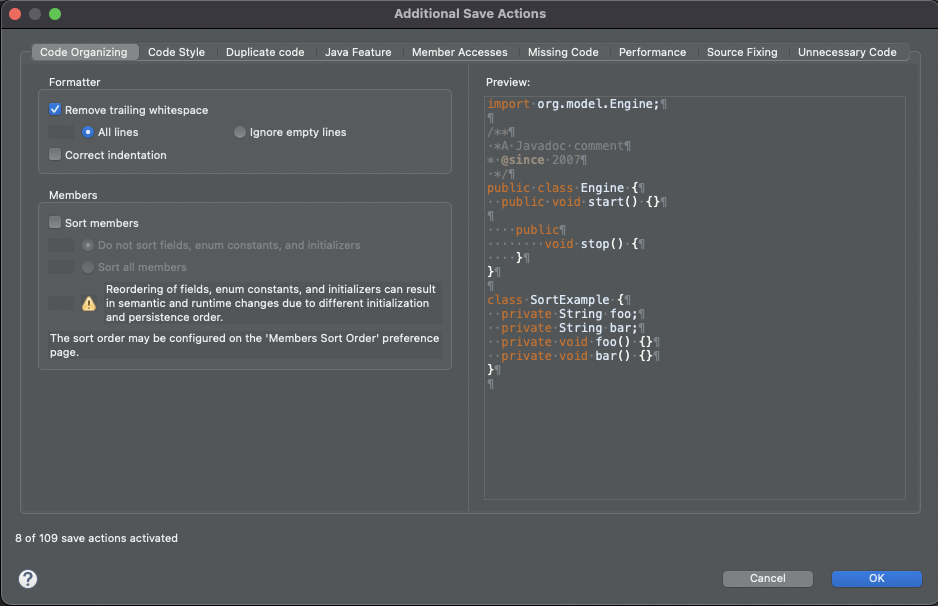 Additional Save Actions
Code Organizing Code Style Duplicate code Java Feature Member Accesses Missing Code Performance Source Fixing Unnecessary Code
Formatter
Remove trailing whitespace
All lines Ignore empty lines
Correct indentation
Members
Sort members
Do not sort fields, enum constants, and initializers
Sort all members
Reordering of fields, enum constants, and initializers can result
in semantic and runtime changes due to different initialization
and persistence order.
The sort order may be configured on the 'Members Sort Order' preference
page.
Preview:
import·org.model.Engine;¶
¶
/**¶
·*A·Javadoc·comment¶
*·@since·2007¶
·*/¶
public·class·Engine·{¶
··public·void·start()·{}¶
¶
····public¶
········void·stop()·{¶
····}¶
}¶
¶
class·SortExample·{¶
··private·String·foo;¶
··private·String·bar;¶
··private·void·foo()·{}¶
··private·void·bar()·{}¶
}¶
¶
8 of 109 save actions activated
?
Cancel OK